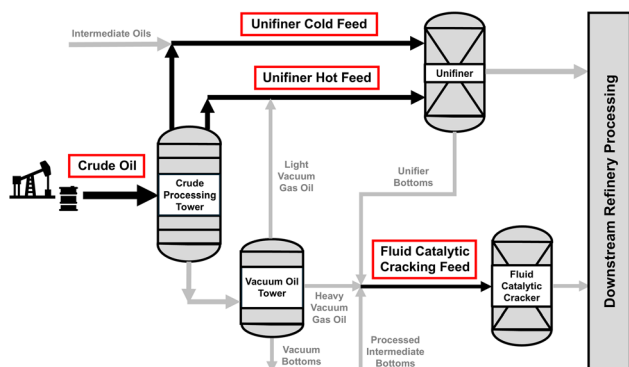 Intermediate Oils
Unifiner Cold Feed
Unifiner Hot Feed
Unifiner
Crude Oil
Crude
Processing
Tower
Light
Vacuum
Gas Oil
Unifier
Bottoms
Fluid Catalytic
Cracking Feed
Vacuum Oil
Tower
Heavy
Vacuum
Gas Oil
Fluid
Catalytic
Cracker
Vacuum
Bottoms
Processed
Intermediate
Bottoms
Downstream Refinery Processing